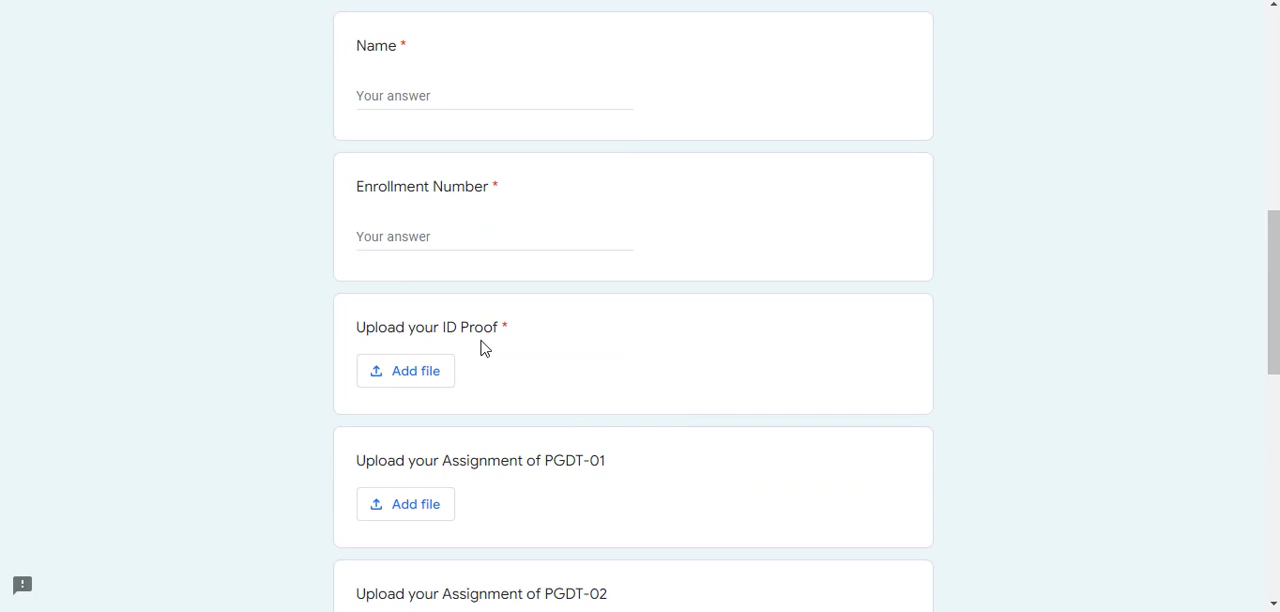 Name *
Your answer
Enrollment Number *
Your answer
Upload your ID Proof *
Add file
Upload your Assignment of PGDT-01
Add file
Upload your Assignment of PGDT-02